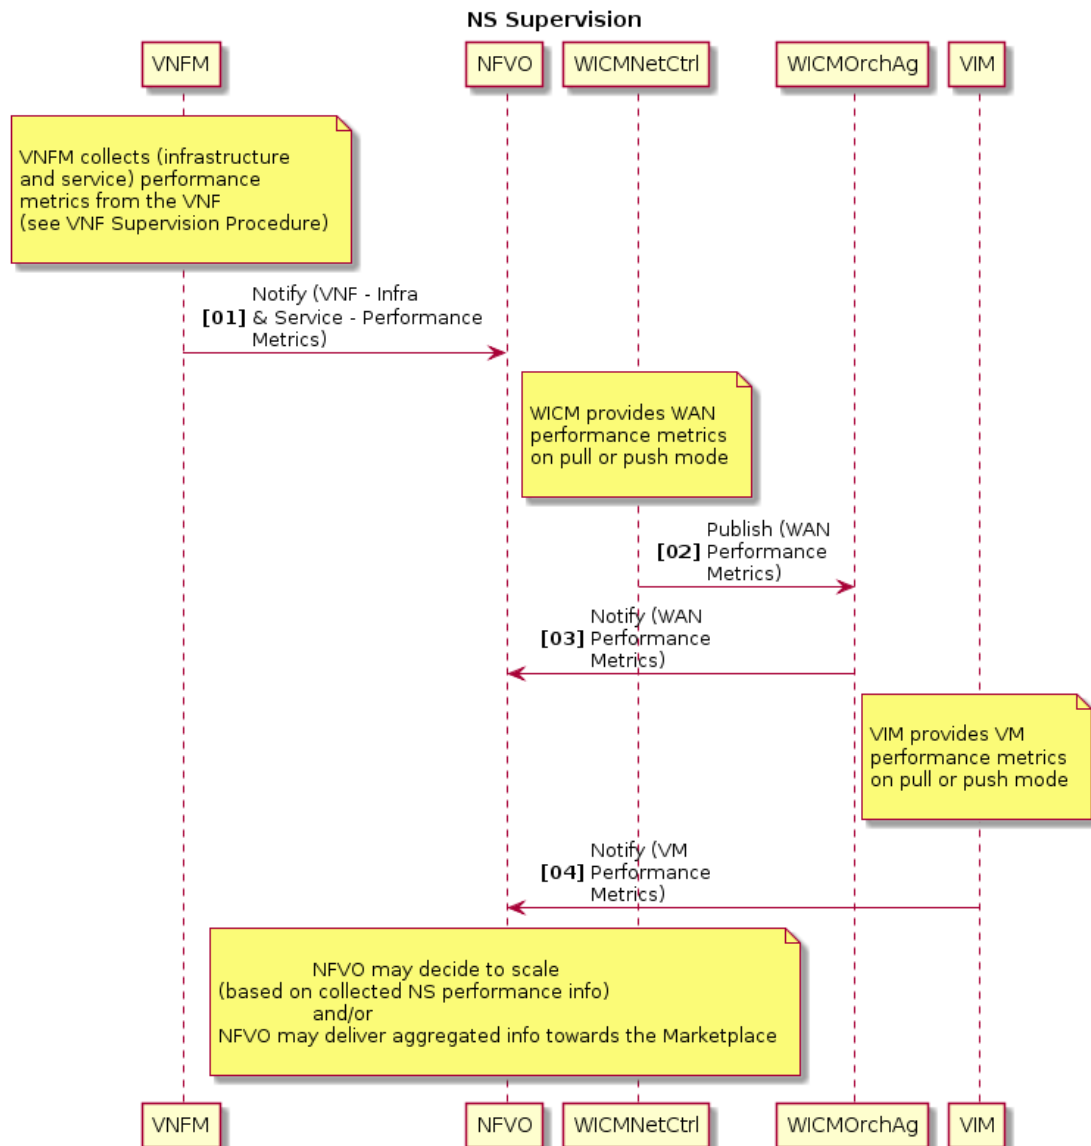 NS Supervision
VNFM
NFVO
WICMNetCtrl
WICMOrchAg
VIM
VNFM collects (infrastructure
and service) performance
metrics from the VNF
(see VNF Supervision Procedure)
Notify (VNF - Infra
[01] & Service - Performance
Metrics)
WICM provides WAN
performance metrics
on pull or push mode
Publish (WAN
[02] Performance
Metrics)
Notify (WAN
[03] Performance
Metrics)
VIM provides VM
performance metrics
on pull or push mode
Notify (VM
[04] Performance
Metrics)
NFVO may decide to scale
(based on collected NS performance info)
and/or
NFVO may deliver aggregated info towards the Marketplace
VNFM
NFVO
WICMNetCtrl
WICMOrchAg
VIM